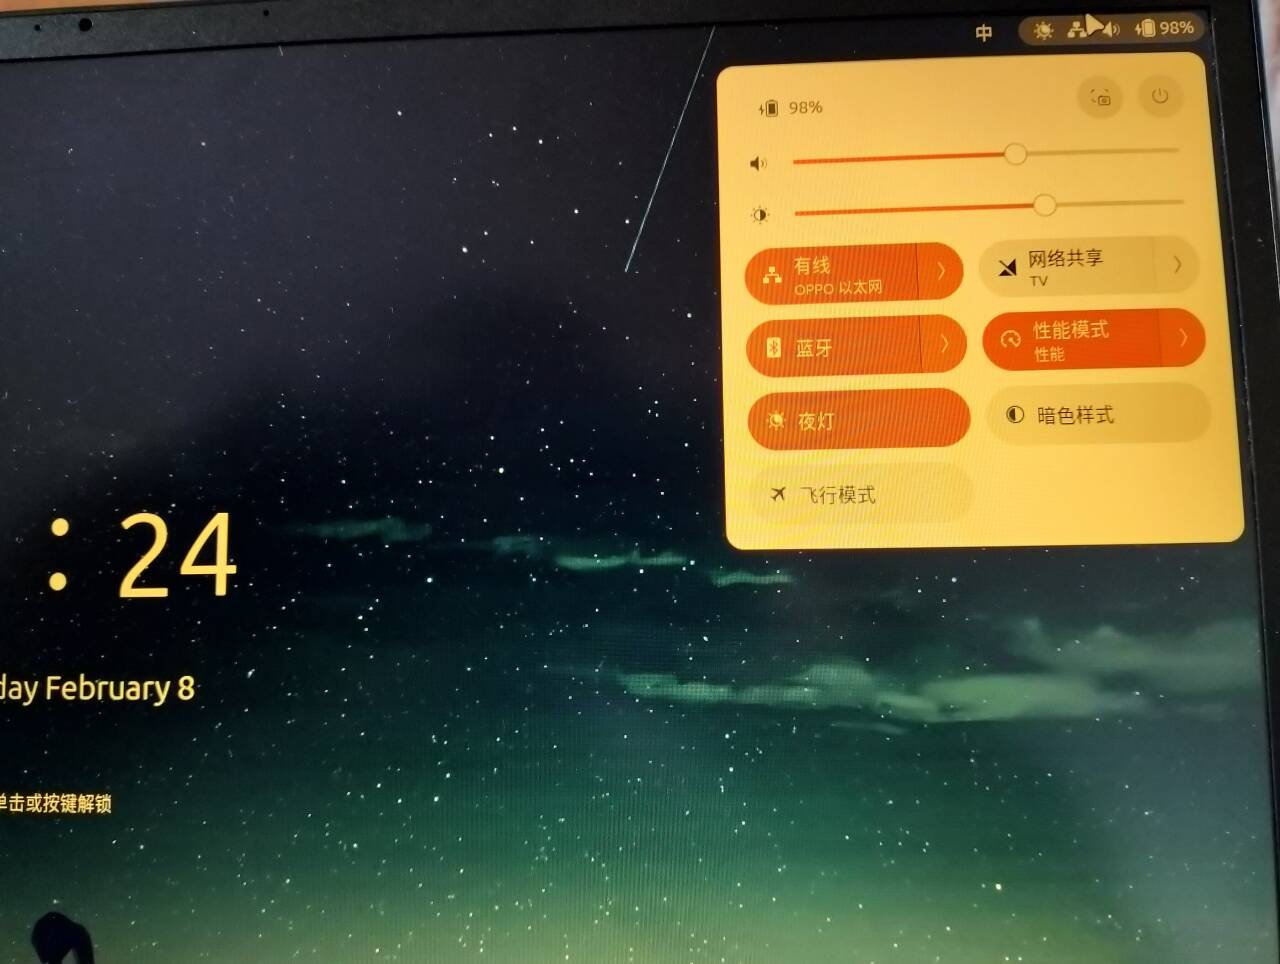 中
98%
98%
有线
OPPO 以太网
网络共享
TV
蓝牙
性能模式
性能
夜灯
暗色样式
飞行模式
: 24
day February 8
单击或按键解锁